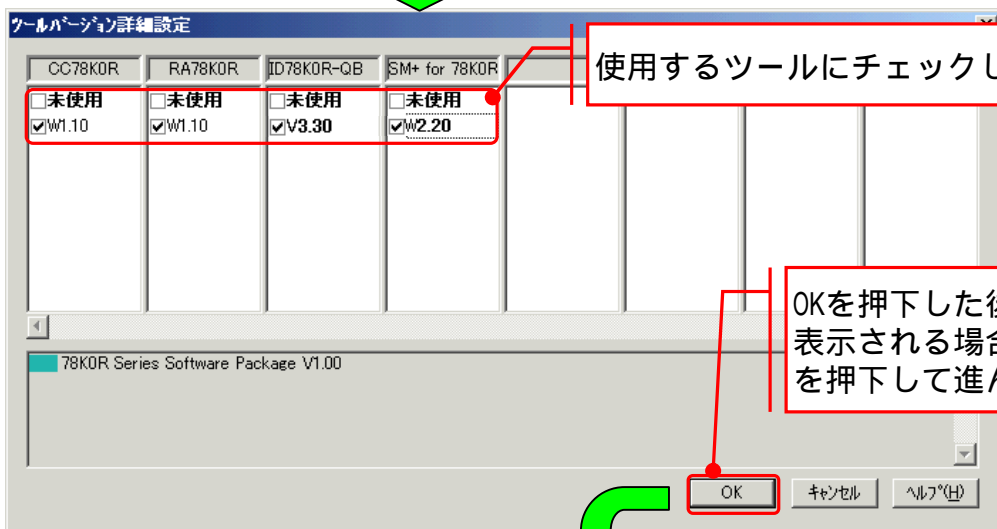 ツールバージョン詳細設定
使用するツールにチェックし
CC78K0R RA78K0R ID78K0R-QB SM+ for 78K0R
未使用 未使用 未使用 未使用
W1.10 W1.10 V3.30 W2.20
OKを押下した後
表示される場合
を押下して進ん
78K0R Series Software Package V1.00
OK キャンセル ヘルプ(H)